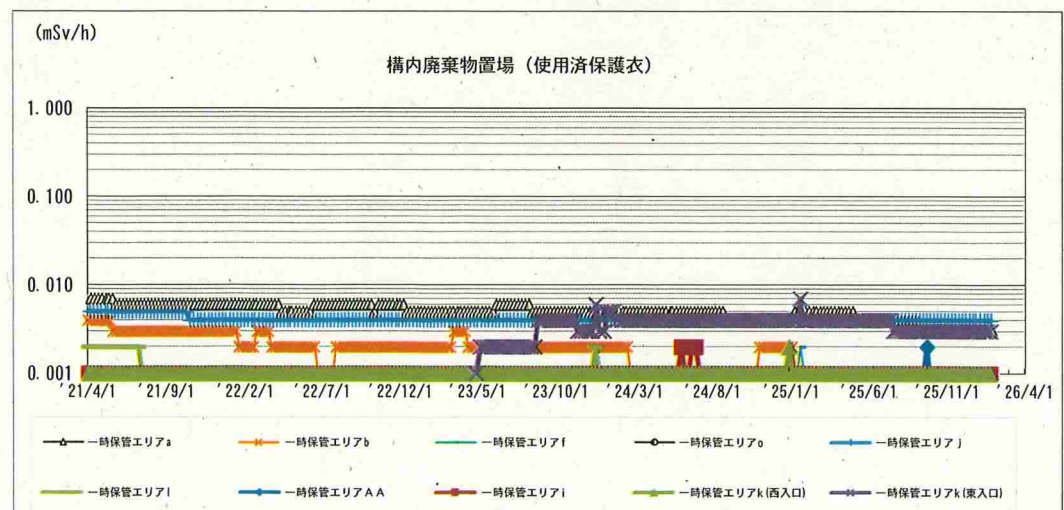 (mSv/h)
構内廃棄物置場（使用済保護衣）
1.000
0.100
0.010
0.001
'21/4/1 '21/9/1 '22/2/1 '22/7/1 '22/12/1 '23/5/1 '23/10/1 '24/3/1 '24/8/1 '25/1/1 '25/6/1 '25/11/1 '26/4/1
一時保管エリアa 一時保管エリアb 一時保管エリアf 一時保管エリアo 一時保管エリアj
一時保管エリアl 一時保管エリアAA 一時保管エリアi 一時保管エリアk(西入口) 一時保管エリアk(東入口)